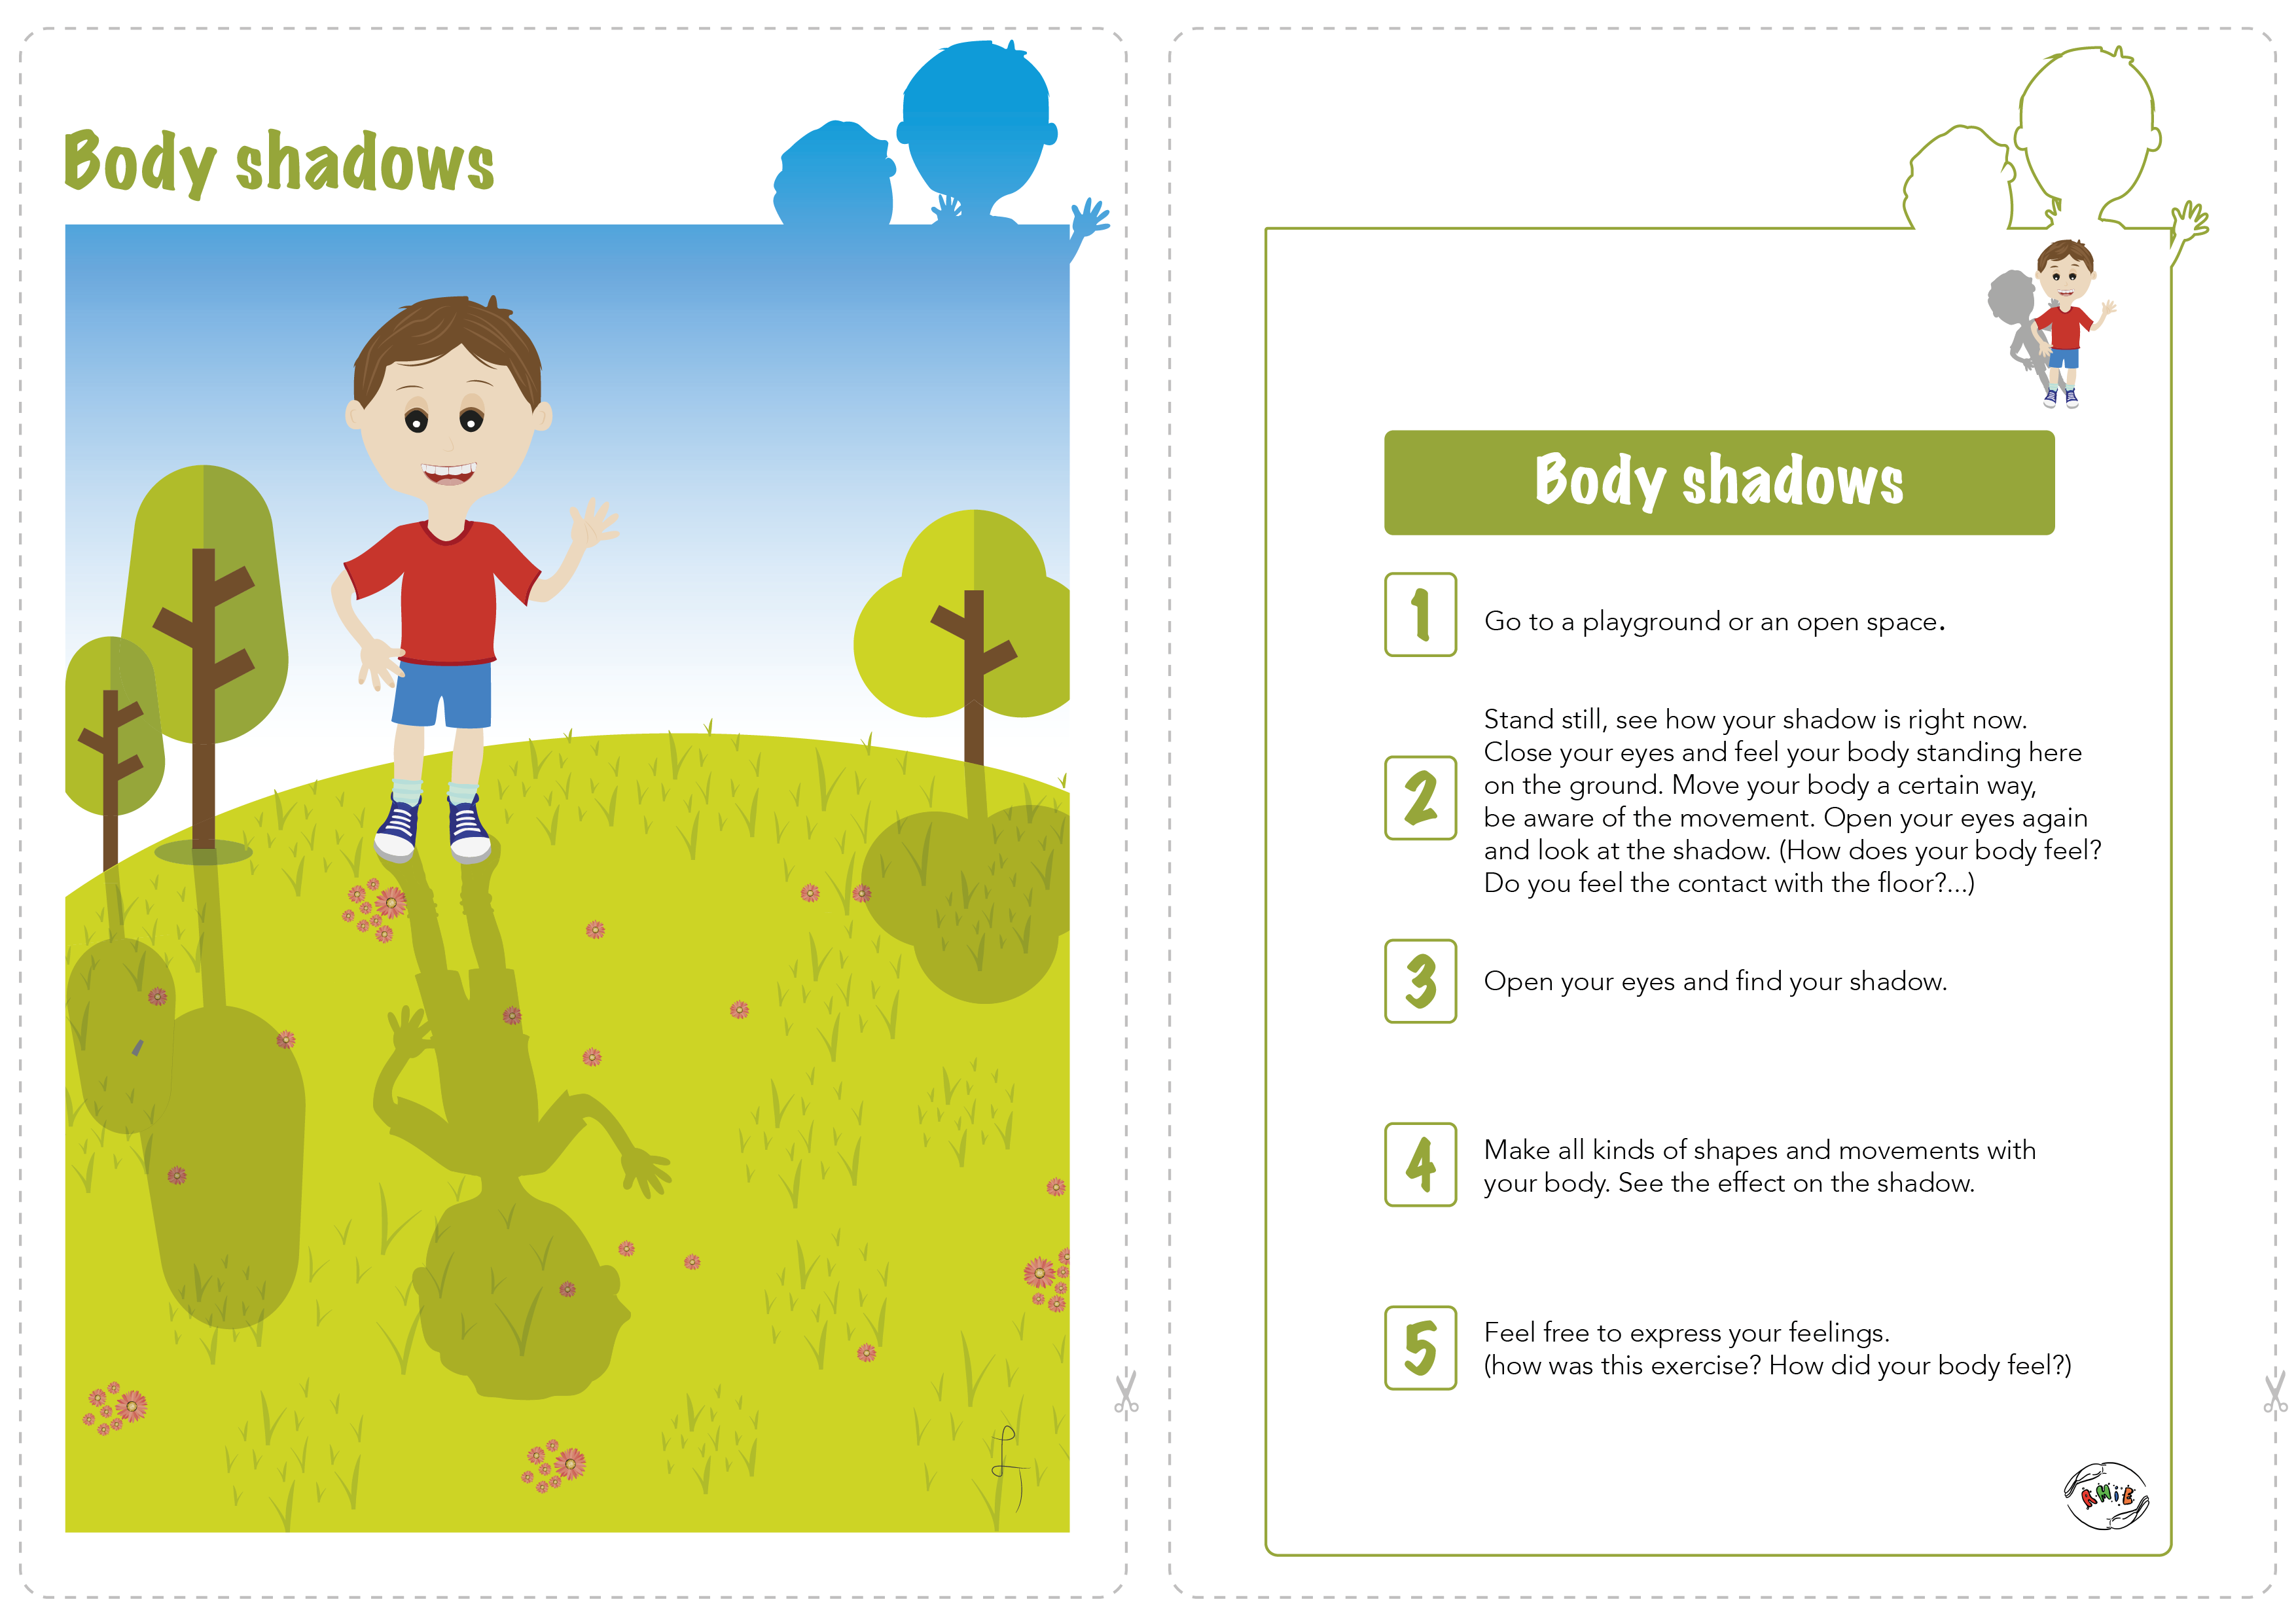 Body shadows
Body shadows
1
Go to a playground or an open space.
2
Stand still, see how your shadow is right now.
Close your eyes and feel your body standing here
on the ground. Move your body a certain way,
be aware of the movement. Open your eyes again
and look at the shadow. (How does your body feel?
Do you feel the contact with the floor?...)
3
Open your eyes and find your shadow.
4
Make all kinds of shapes and movements with
your body. See the effect on the shadow.
5
Feel free to express your feelings.
(how was this exercise? How did your body feel?)
RHiE